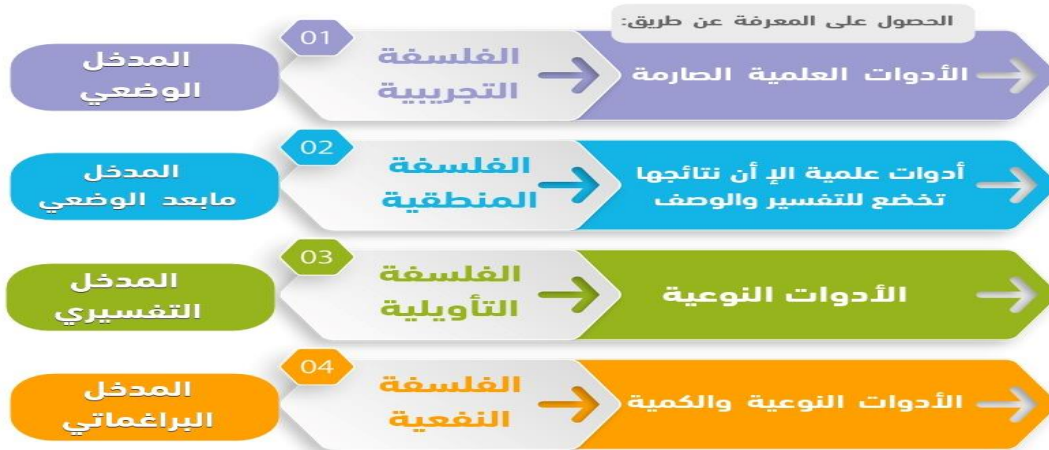 الحصول على المعرفة عن طريق:
01
المدخل
الوضعي
الفلسفة
التجريبية
الأدوات العلمية الصارمة
02
المدخل
مابعد الوضعي
الفلسفة
المنطقية
أدوات علمية الإ أن نتائجها
تخضع للتفسير والوصف
03
المدخل
التفسيري
الفلسفة
التأويلية
الأدوات النوعية
04
المدخل
البراغماتي
الفلسفة
النفعية
الأدوات النوعية والكمية